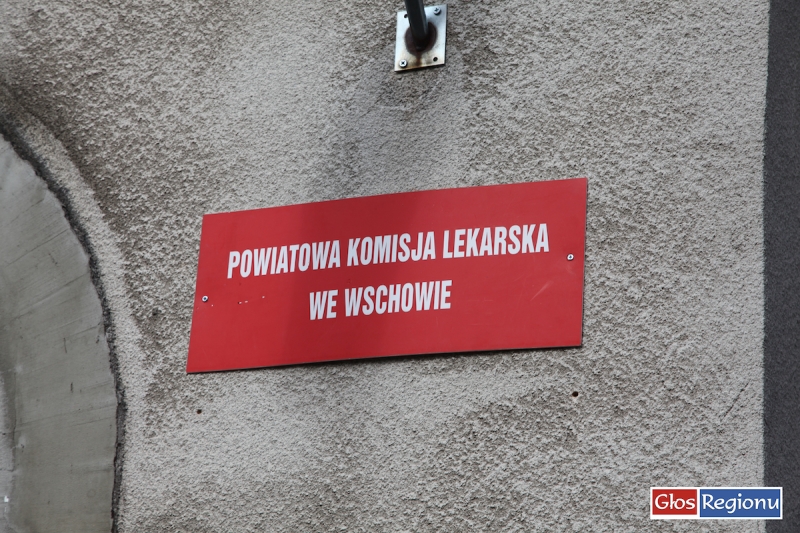 POWIATOWA KOMISJA LEKARSKA
WE WSCHOWIE
Głos Regionu